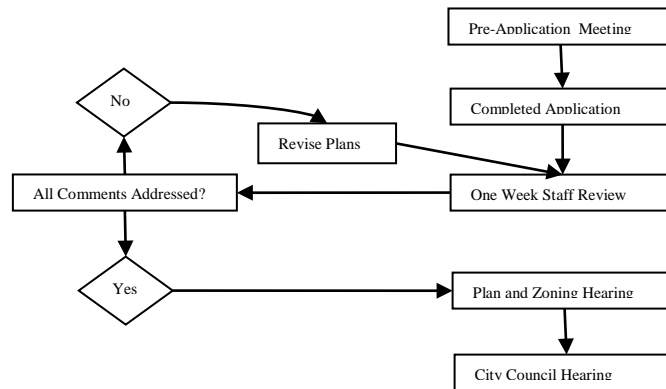 Pre-Application Meeting
No
Completed Application
Revise Plans
All Comments Addressed?
One Week Staff Review
Yes
Plan and Zoning Hearing
City Council Hearing